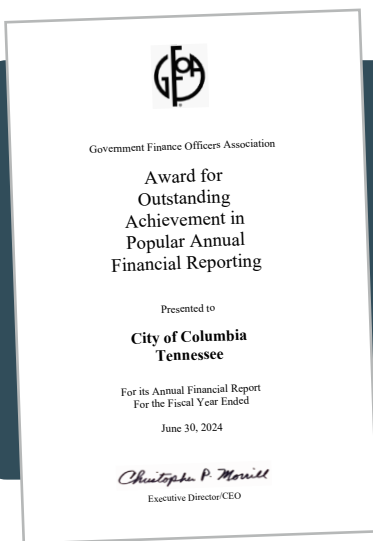 GFOA
Government Finance Officers Association
Award for
Outstanding
Achievement in
Popular Annual
Financial Reporting
Presented to
City of Columbia
Tennessee
For its Annual Financial Report
For the Fiscal Year Ended
June 30, 2024
Christopher P. Morrill
Executive Director/CEO